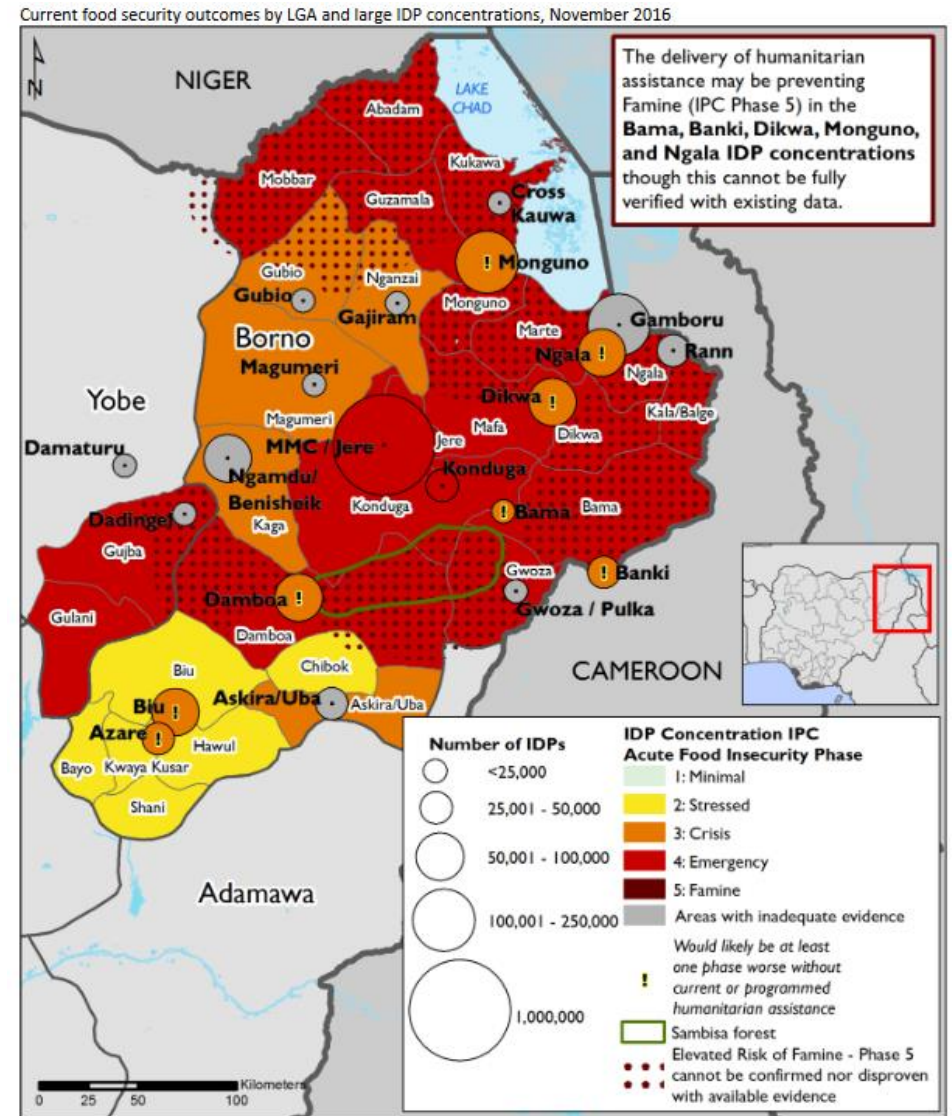 Current food security outcomes by LGA and large IDP concentrations, November 2016
N
NIGER
LAKE
CHAD
The delivery of humanitarian
assistance may be preventing
Famine (IPC Phase 5) in the
Bama, Banki, Dikwa, Monguno,
and Ngala IDP concentrations
though this cannot be fully
verified with existing data.
Abadam
Kukawa
Mobbar
Guzamala
Cross
Kauwa
Gubio
Nganzai
Monguno
Gubio
Gajiram
Monguno
Borno
Marte
Gamboru
Ngala
Rann
Magumeri
Ngala
Yobe
Dikwa
Kala/Balge
Magumeri
Mafa
Dikwa
Damaturu
MMC / Jere
Jere
Konduga
Ngamdu/
Benisheik
Konduga
Bama
Bama
Dadingel
Kaga
Gujba
Gwoza
Banki
Damboa
Gwoza / Pulka
Gulani
Damboa
CAMEROON
Biu
Chibok
Biu
Askira/Uba
Askira/Uba
Azare
Hawul
Bayo
Kwaya Kusar
Shani
Adamawa
Number of IDPs
<25,000
25,001 - 50,000
50,001 - 100,000
100,001 - 250,000
1,000,000
IDP Concentration IPC
Acute Food Insecurity Phase
1: Minimal
2: Stressed
3: Crisis
4: Emergency
5: Famine
Areas with inadequate evidence
! Would likely be at least
one phase worse without
current or programmed
humanitarian assistance
Sambisa forest
Elevated Risk of Famine - Phase 5
cannot be confirmed nor disproven
with available evidence
Kilometers
0 25 50 100